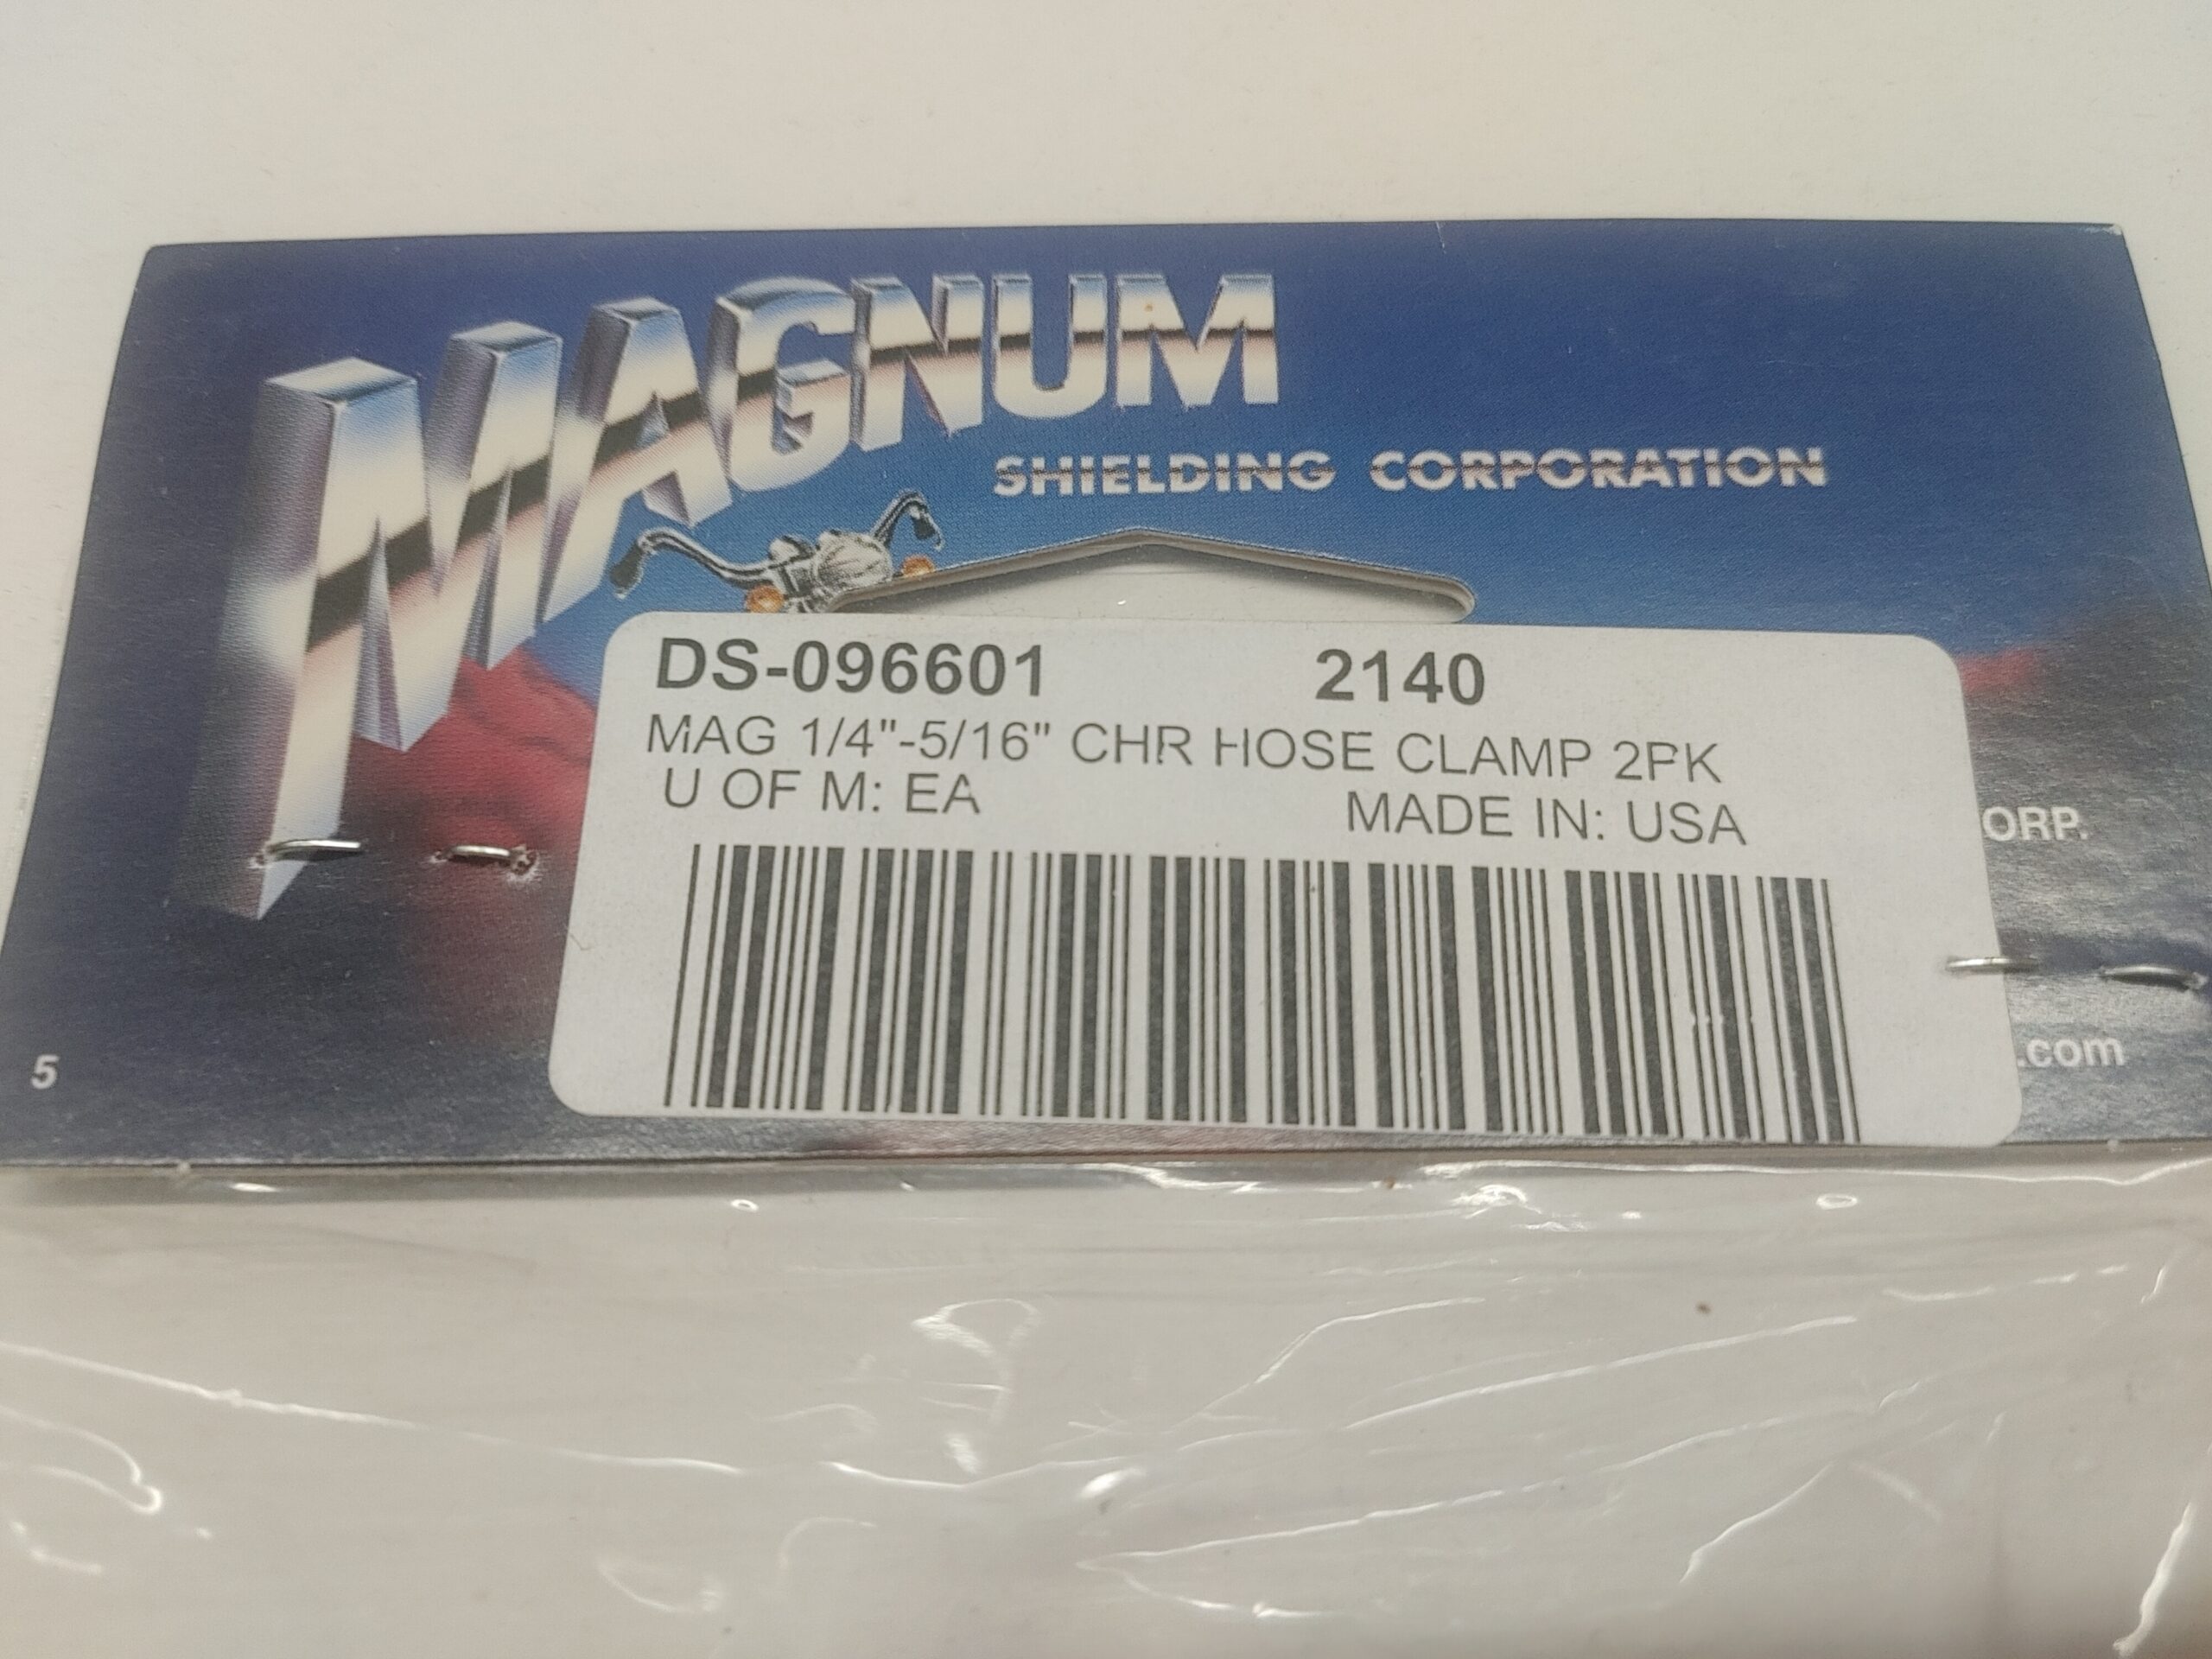 MAGNUM
SHIELDING CORPORATION
DS-096601 2140
MAG 1/4"-5/16" CHR HOSE CLAMP 2PK
U OF M: EA MADE IN: USA
ORP.
5
.com